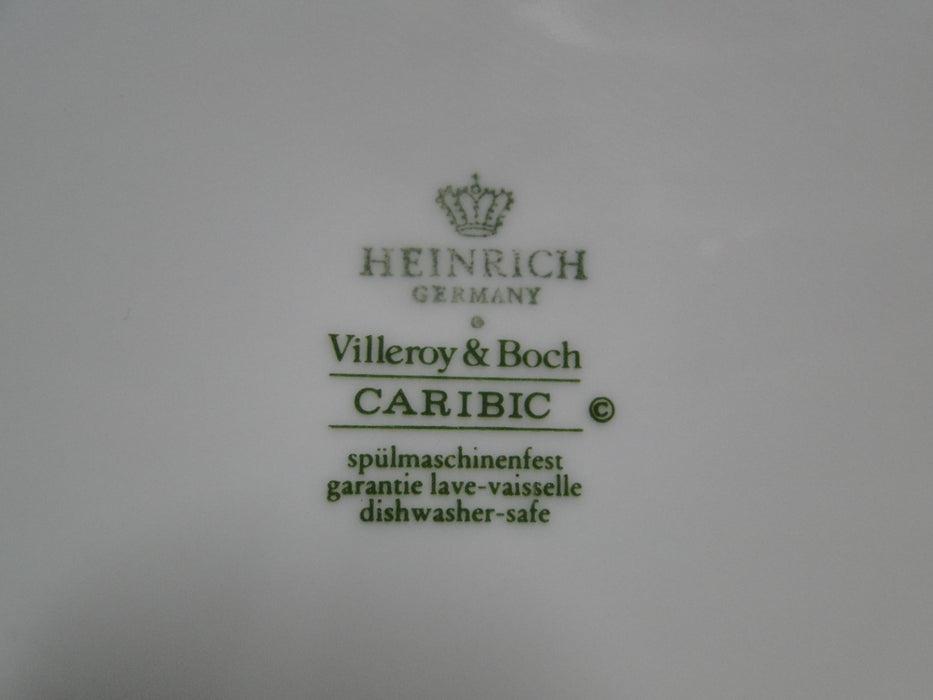 HEINRICH
GERMANY
Villeroy & Boch
CARIBIC ©
spülmaschinenfest
garantie lave-vaisselle
dishwasher-safe